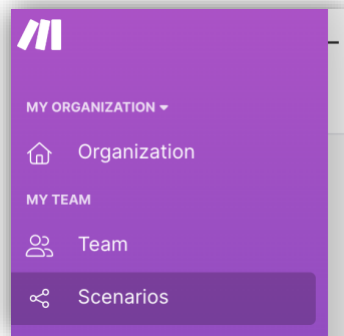 MY ORGANIZATION
Organization
MY TEAM
Team
Scenarios